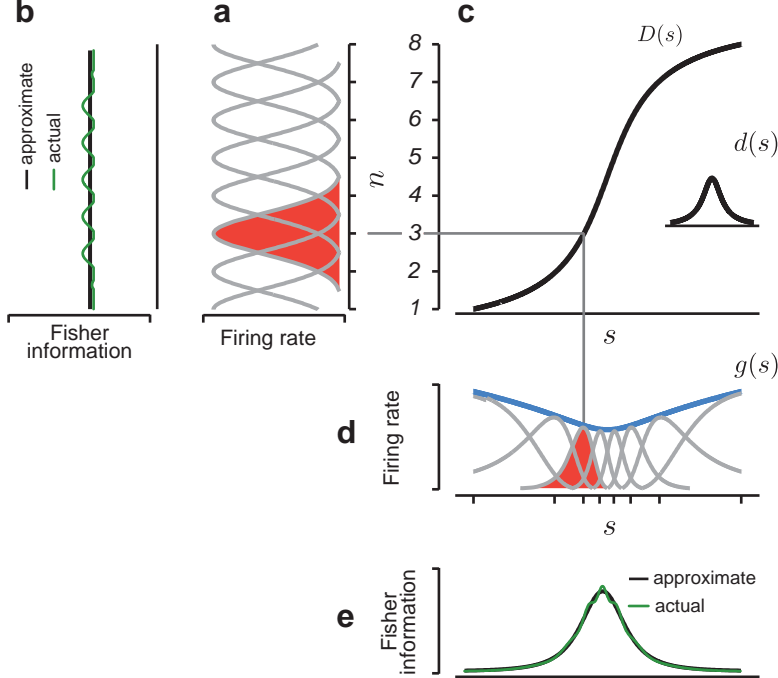 b
a
c
approximate
actual
Fisher
information
Firing rate
n
8
7
6
5
4
3
2
1
D(s)
d(s)
s
d
Firing rate
g(s)
s
e
Fisher
information
approximate
actual